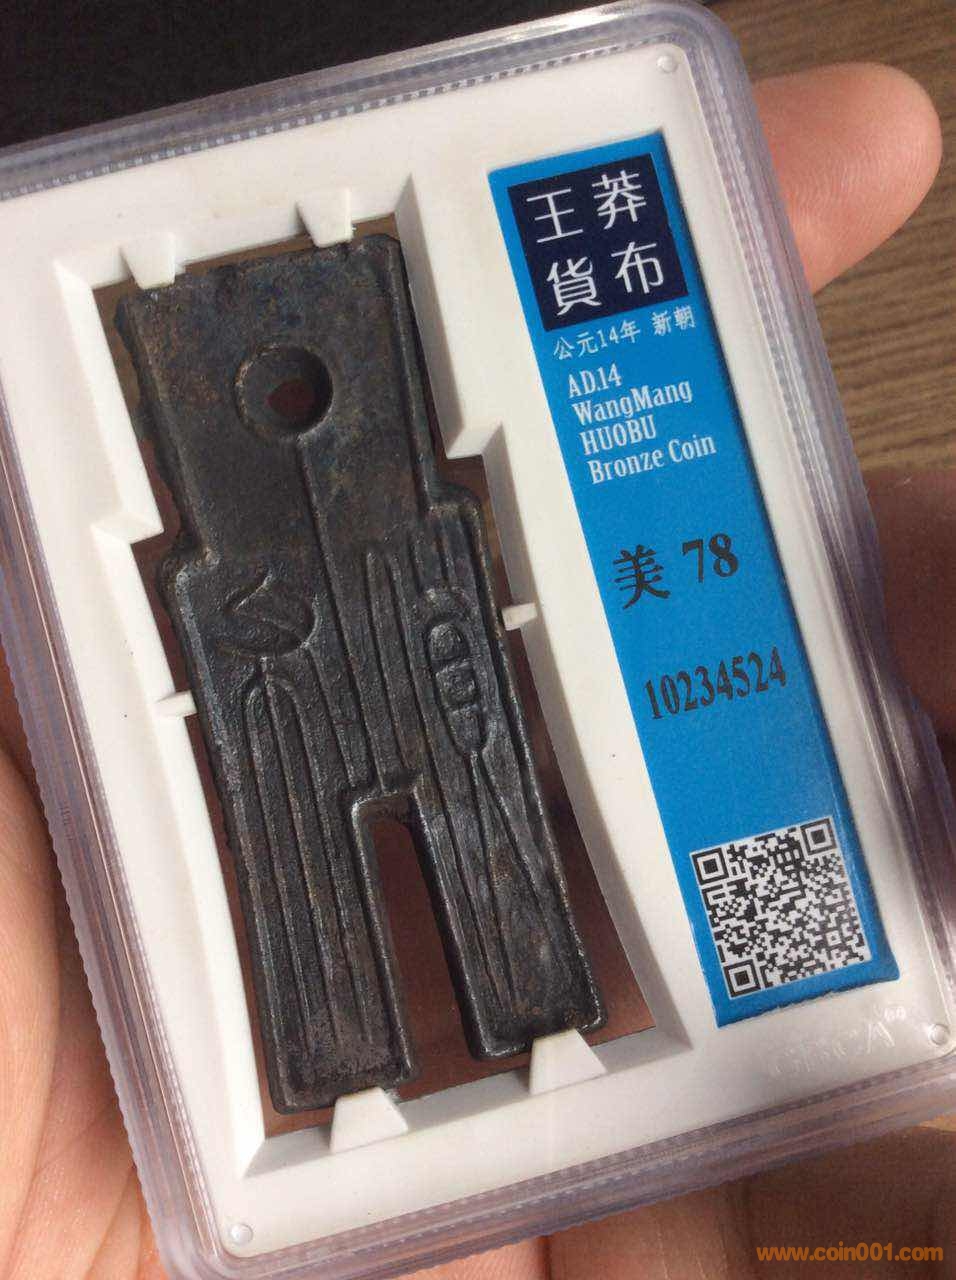 王莽
貨布
公元14年 新朝
AD.14
WangMang
HUOBU
Bronze Coin
美 78
10234524
www.coin001.com